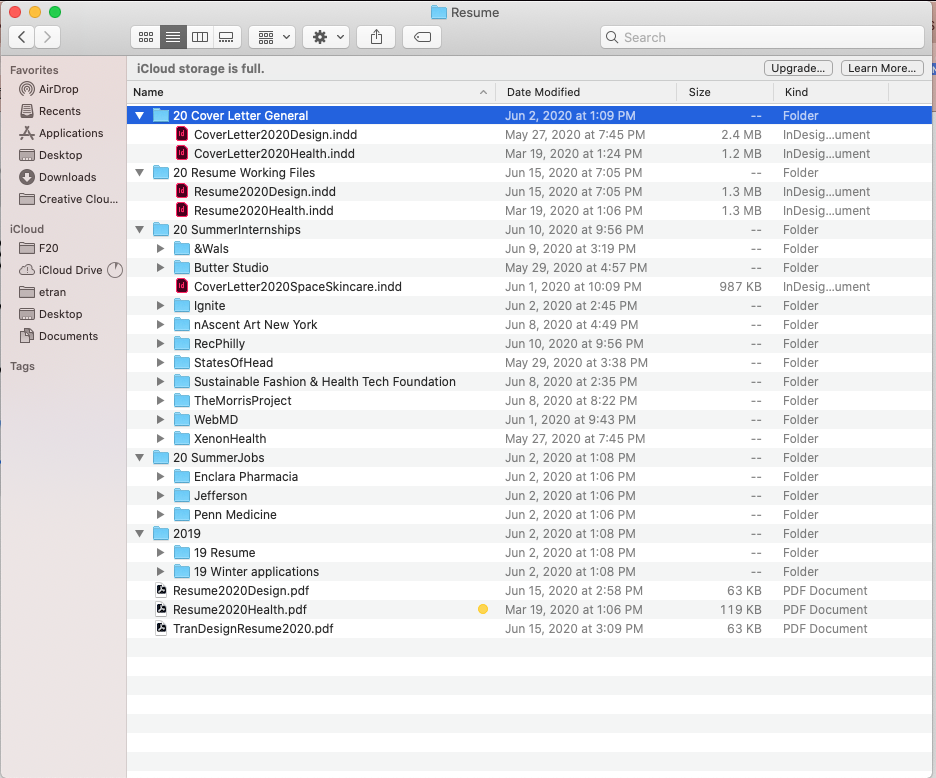 Resume
Search
Favorites
AirDrop
Recents
Applications
Desktop
Downloads
Creative Clou...
iCloud
F20
iCloud Drive
etran
Desktop
Documents
Tags
iCloud storage is full. Upgrade... Learn More...
Name Date Modified Size Kind
20 Cover Letter General Jun 2, 2020 at 1:09 PM -- Folder
CoverLetter2020Design.indd May 27, 2020 at 7:45 PM 2.4 MB InDesig...ument
CoverLetter2020Health.indd Mar 19, 2020 at 1:24 PM 1.2 MB InDesig...ument
20 Resume Working Files Jun 15, 2020 at 7:05 PM -- Folder
Resume2020Design.indd Jun 15, 2020 at 7:05 PM 1.3 MB InDesig...ument
Resume2020Health.indd Mar 19, 2020 at 1:06 PM 1.3 MB InDesig...ument
20 SummerInternships Jun 10, 2020 at 9:56 PM -- Folder
&Wals Jun 9, 2020 at 3:19 PM -- Folder
Butter Studio May 29, 2020 at 4:57 PM -- Folder
CoverLetter2020SpaceSkincare.indd Jun 1, 2020 at 10:09 PM 987 KB InDesig...ument
Ignite Jun 2, 2020 at 2:45 PM -- Folder
nAscent Art New York Jun 8, 2020 at 4:49 PM -- Folder
RecPhilly Jun 10, 2020 at 9:56 PM -- Folder
StatesOfHead May 29, 2020 at 3:38 PM -- Folder
Sustainable Fashion & Health Tech Foundation Jun 8, 2020 at 2:35 PM -- Folder
TheMorrisProject Jun 8, 2020 at 8:22 PM -- Folder
WebMD Jun 1, 2020 at 9:43 PM -- Folder
XenonHealth May 27, 2020 at 7:45 PM -- Folder
20 SummerJobs Jun 2, 2020 at 1:08 PM -- Folder
Enclara Pharmacia Jun 2, 2020 at 1:06 PM -- Folder
Jefferson Jun 2, 2020 at 1:06 PM -- Folder
Penn Medicine Jun 2, 2020 at 1:06 PM -- Folder
2019 Jun 2, 2020 at 1:08 PM -- Folder
19 Resume Jun 2, 2020 at 1:08 PM -- Folder
19 Winter applications Jun 2, 2020 at 1:08 PM -- Folder
Resume2020Design.pdf Jun 15, 2020 at 2:58 PM 63 KB PDF Document
Resume2020Health.pdf Mar 19, 2020 at 1:06 PM 119 KB PDF Document
TranDesignResume2020.pdf Jun 15, 2020 at 3:09 PM 63 KB PDF Document